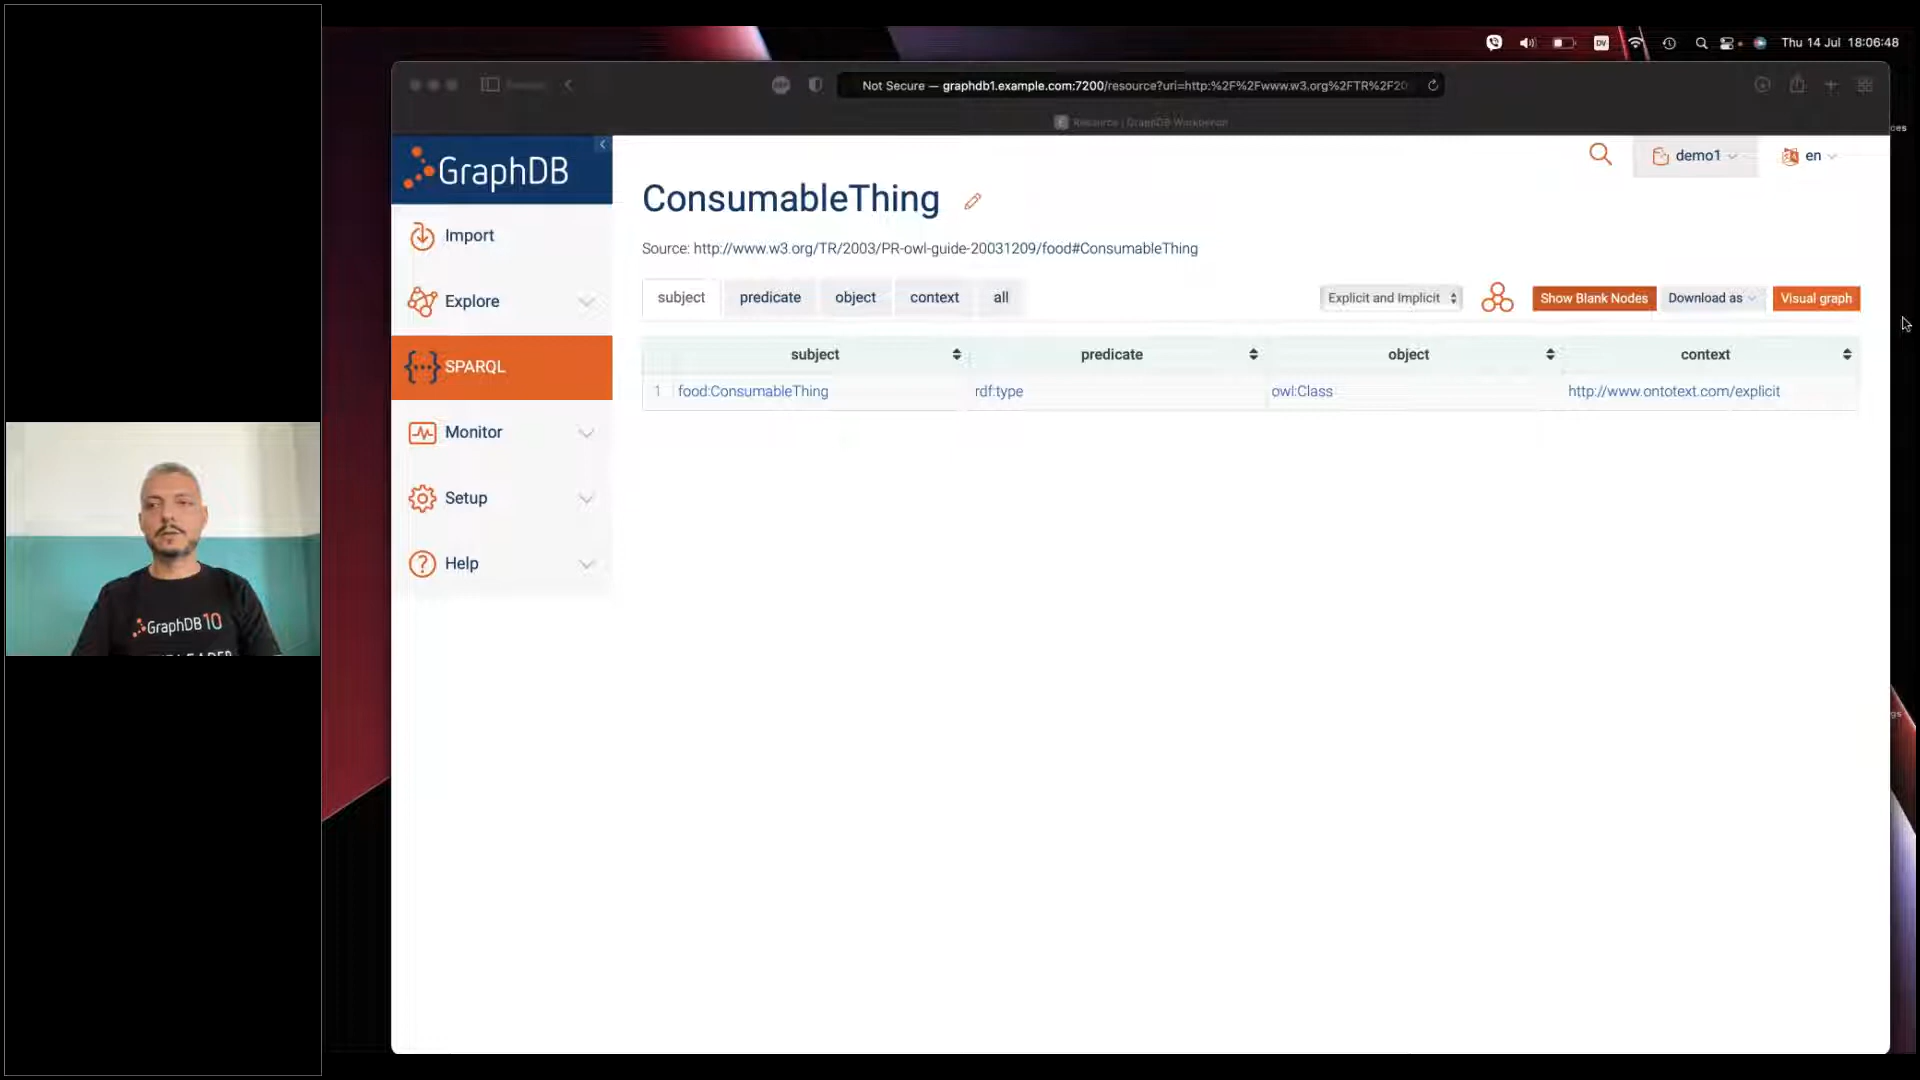 Thu 14 Jul 18:06:48
Not Secure — graphdb1.example.com:7200/resource?uri=http:%2F%2Fwww.w3.org%2FTR%2F20
Resource | GraphDB Workbench
GraphDB
demo1
en
ConsumableThing
Source: http://www.w3.org/TR/2003/PR-owl-guide-20031209/food#ConsumableThing
Import
Explore
SPARQL
Monitor
Setup
Help
subject predicate object context all
Explicit and Implicit Show Blank Nodes Download as Visual graph
subject predicate object context
1 food:ConsumableThing rdf:type owl:Class http://www.ontotext.com/explicit
GraphDB 10